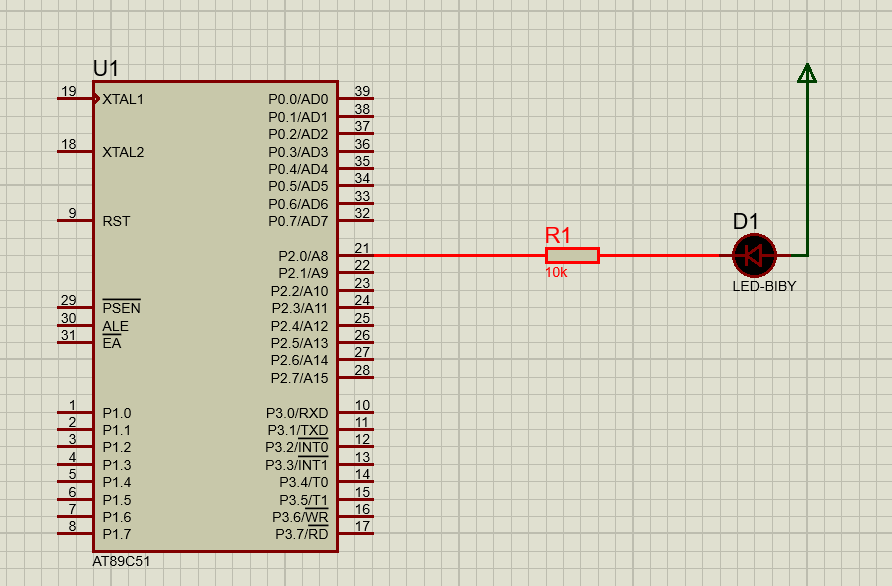 U1
19 XTAL1 P0.0/AD0 39
P0.1/AD1 38
P0.2/AD2 37
18 XTAL2 P0.3/AD3 36
P0.4/AD4 35
P0.5/AD5 34
P0.6/AD6 33
9 RST P0.7/AD7 32
P2.0/A8 21
P2.1/A9 22
P2.2/A10 23
29 PSEN P2.3/A11 24
30 ALE P2.4/A12 25
31 EA P2.5/A13 26
P2.6/A14 27
P2.7/A15 28
1 P1.0 P3.0/RXD 10
2 P1.1 P3.1/TXD 11
3 P1.2 P3.2/INT0 12
4 P1.3 P3.3/INT1 13
5 P1.4 P3.4/T0 14
6 P1.5 P3.5/T1 15
7 P1.6 P3.6/WR 16
8 P1.7 P3.7/RD 17
AT89C51
R1
10k
D1
LED-BIBY